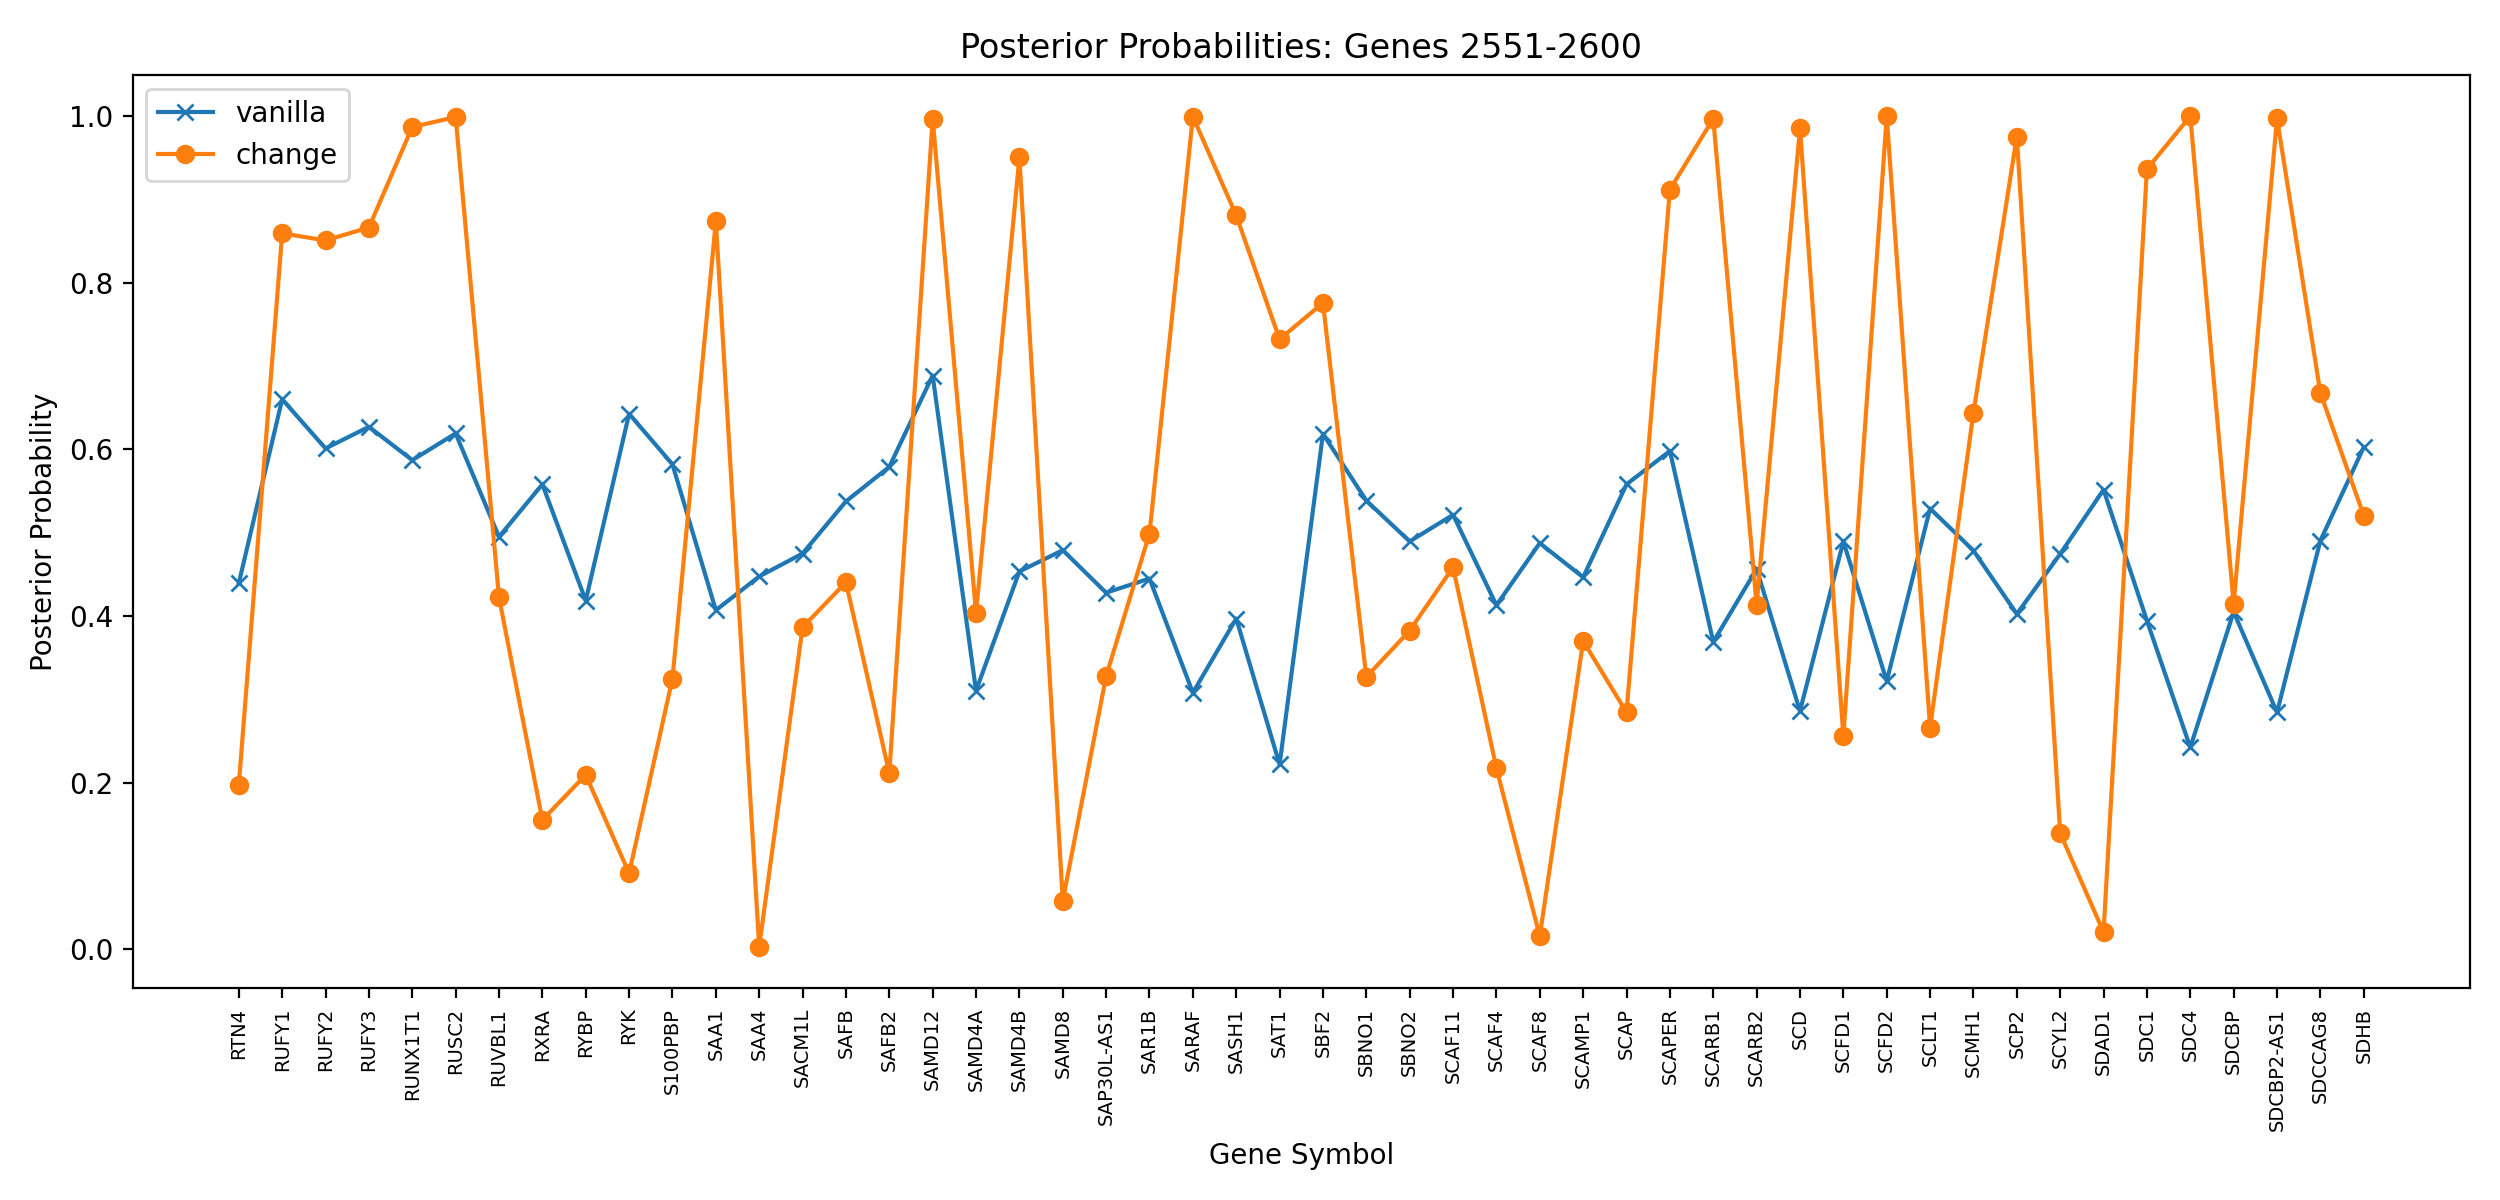 Posterior Probabilities: Genes 2551-2600
vanilla
change
Posterior Probability
1.0
0.8
0.6
0.4
0.2
0.0
RTN4
RUFY1
RUFY2
RUFY3
RUNX1T1
RUSC2
RUVBL1
RXRA
RYBP
RYK
S100PBP
SAA1
SAA4
SACM1L
SAFB
SAFB2
SAMD12
SAMD4A
SAMD4B
SAMD8
SAP30L-AS1
SAR1B
SARAF
SASH1
SAT1
SBF2
SBNO1
SBNO2
SCAF11
SCAF4
SCAF8
SCAMP1
SCAP
SCAPER
SCARB1
SCARB2
SCD
SCFD1
SCFD2
SCLT1
SCMH1
SCP2
SCYL2
SDAD1
SDC1
SDC4
SDCBP
SDCBP2-AS1
SDCCAG8
SDHB
Gene Symbol